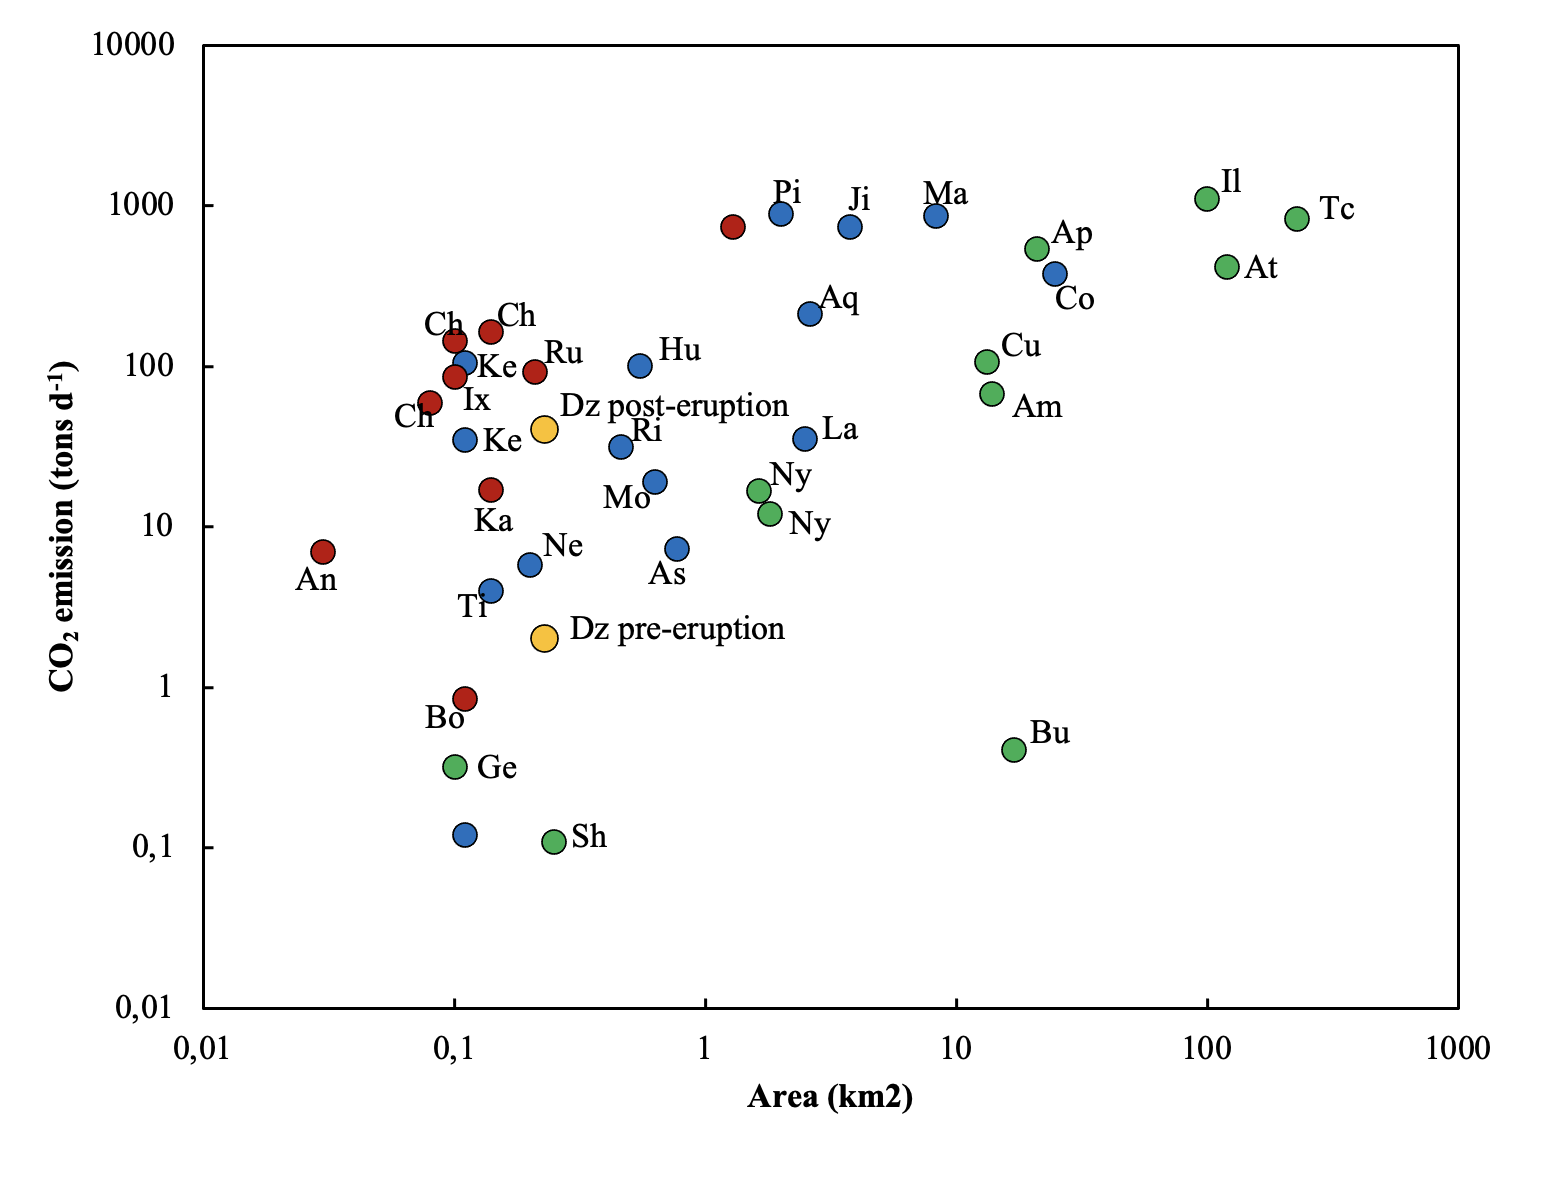 10000
1000
100
10
1
0,1
0,01
CO₂ emission (tons d⁻¹)
Il
Tc
Pi
Ji
Ma
Ap
At
Co
Aq
Ch
Ch
Ke
Ru
Hu
Cu
Ix
Ch
Dz post-eruption
Am
Ke
Ri
La
Mo
Ny
Ka
Ny
Ne
An
As
Ti
Dz pre-eruption
Bo
Bu
Ge
Sh
0,01
0,1
1
10
100
1000
Area (km2)